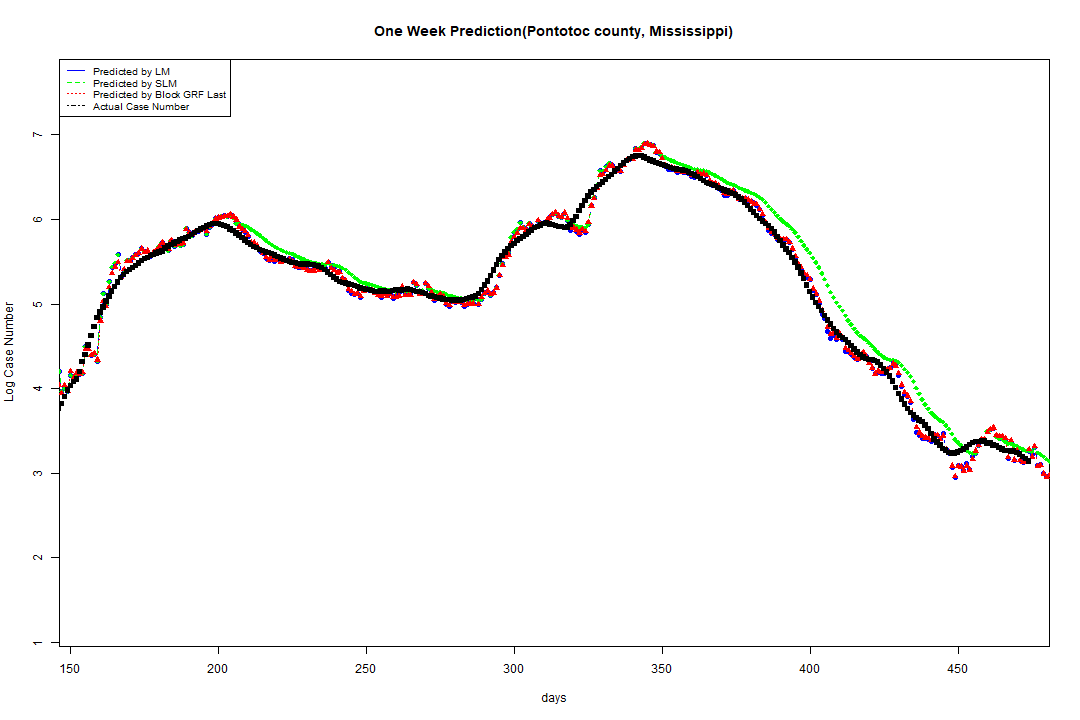 One Week Prediction(Pontotoc county, Mississippi)
Predicted by LM
Predicted by SLM
Predicted by Block GRF Last
Actual Case Number
7
6
5
4
3
2
1
Log Case Number
150 200 250 300 350 400 450
days